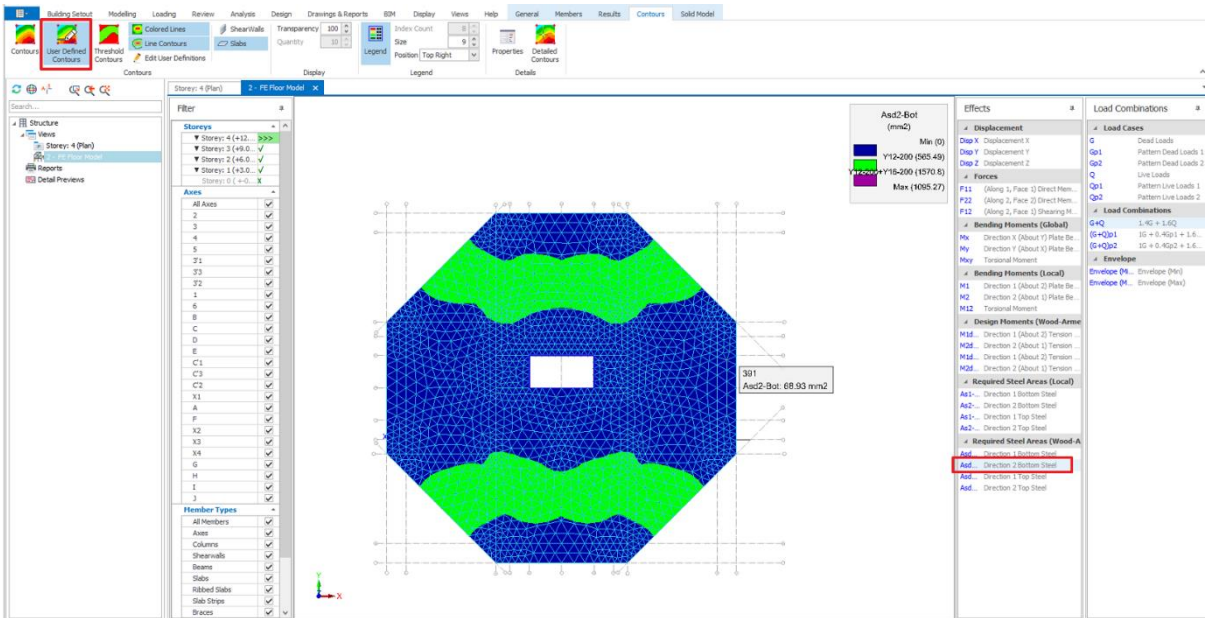 Building Setout Modelling Loading Review Analysis Design Drawings & Reports BIM Display Views Help General Members Results Contours Solid Model
Contours
User Defined Contours
Threshold Contours
Colored Lines
Line Contours
Edit User Definitions
ShearWalls
Slabs
Transparency 100
Quantity 10
Legend
Index Count 8
Size 9
Position Top Right
Properties
Detailed Contours
Contours Display Legend Details
Storey: 4 (Plan) 2 - FE Floor Model
Search...
Structure
Views
Storey: 4 (Plan)
2 - FE Floor Model
Reports
Detail Previews
Filter
Storeys
Storey: 4 (+12... >>>
Storey: 3 (+9.0... √
Storey: 2 (+6.0... √
Storey: 1 (+3.0... √
Storey: 0 ( +-0... X
Axes
All Axes
2
3
4
5
3'1
3'3
3'2
1
6
B
C
D
E
C'1
C'3
C'2
X1
A
F
X2
X3
X4
G
H
I
J
Member Types
All Members
Axes
Columns
Shearwalls
Beams
Slabs
Ribbed Slabs
Slab Strips
Braces
Asd2-Bot
(mm2)
Min (0)
Y12-200 (565.49)
Y12-200+Y16-200 (1570.8)
Max (1095.27)
391
Asd2-Bot: 68.93 mm2
X
Y
X
Effects
Displacement
Disp X Displacement X
Disp Y Displacement Y
Disp Z Displacement Z
Forces
F11 (Along 1, Face 1) Direct Mem...
F22 (Along 2, Face 2) Direct Mem...
F12 (Along 2, Face 1) Shearing M...
Bending Moments (Global)
Mx Direction X (About Y) Plate Be...
My Direction Y (About X) Plate Be...
Mxy Torsional Moment
Bending Moments (Local)
M1 Direction 1 (About 2) Plate Be...
M2 Direction 2 (About 1) Plate Be...
M12 Torsional Moment
Design Moments (Wood-Arme
M1d... Direction 1 (About 2) Tension ...
M2d... Direction 2 (About 1) Tension ...
M1d... Direction 1 (About 2) Tension ...
M2d... Direction 2 (About 1) Tension ...
Required Steel Areas (Local)
As1-... Direction 1 Bottom Steel
As2-... Direction 2 Bottom Steel
As1-... Direction 1 Top Steel
As2-... Direction 2 Top Steel
Required Steel Areas (Wood-A
Asd... Direction 1 Bottom Steel
Asd... Direction 2 Bottom Steel
Asd... Direction 1 Top Steel
Asd... Direction 2 Top Steel
Load Combinations
Load Cases
G Dead Loads
Gp1 Pattern Dead Loads 1
Gp2 Pattern Dead Loads 2
Q Live Loads
Qp1 Pattern Live Loads 1
Qp2 Pattern Live Loads 2
Load Combinations
G+Q 1.4G + 1.6Q
(G+Q)p1 1G + 0.4Gp1 + 1.6...
(G+Q)p2 1G + 0.4Gp2 + 1.6...
Envelope
Envelope (M... Envelope (Min)
Envelope (M... Envelope (Max)